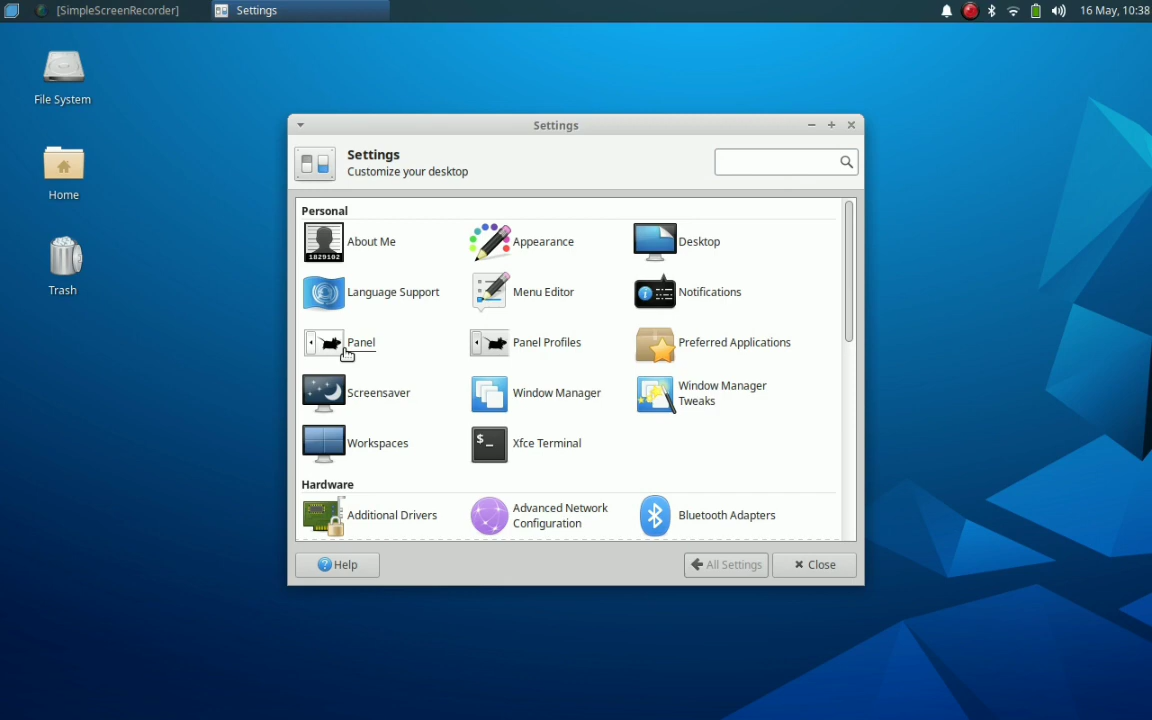 [SimpleScreenRecorder]
Settings
16 May, 10:38
File System
Home
Trash
Settings
Settings
Customize your desktop
Personal
1829102
About Me
Appearance
Desktop
Language Support
Menu Editor
Notifications
Panel
Panel Profiles
Preferred Applications
Screensaver
Window Manager
Window Manager
Tweaks
Workspaces
$_
Xfce Terminal
Hardware
Additional Drivers
Advanced Network
Configuration
Bluetooth Adapters
Help
All Settings
Close